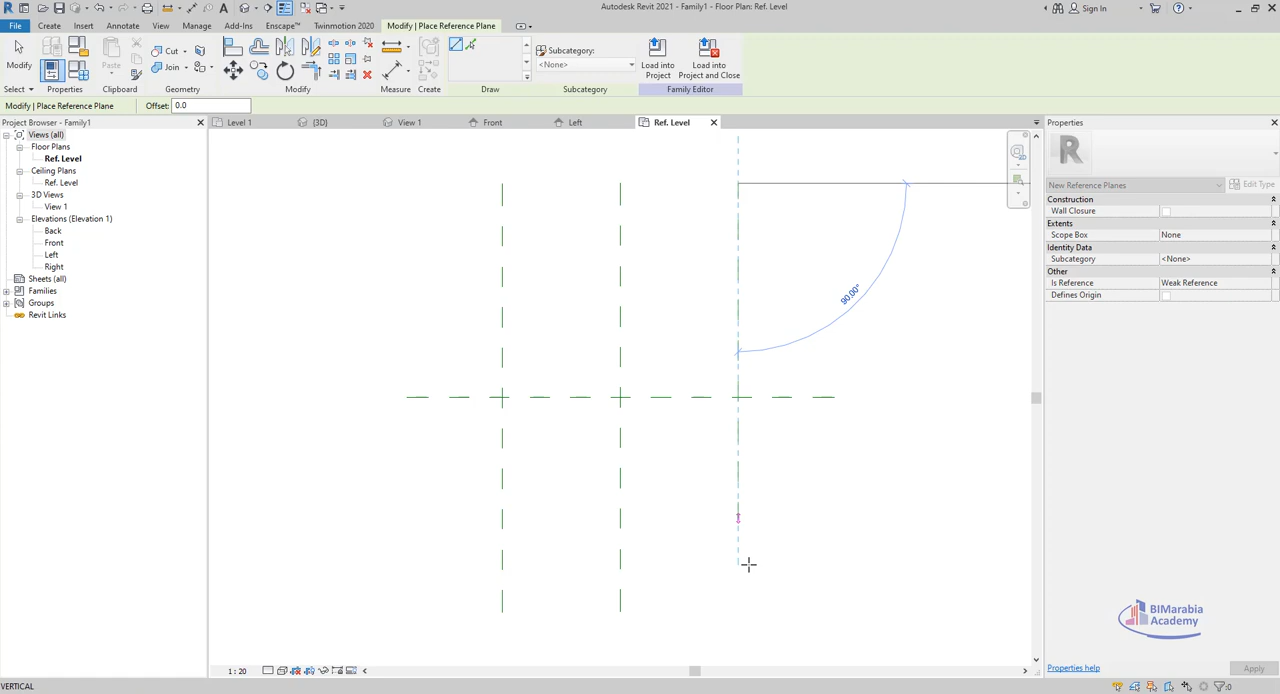 Autodesk Revit 2021 - Family1 - Floor Plan: Ref. Level
Sign In
File Create Insert Annotate View Manage Add-Ins Enscape™ Twinmotion 2020 Modify | Place Reference Plane
Modify
Paste
Cut
Join
Subcategory:
<None>
Load into
Project
Load into
Project and Close
Select Properties Clipboard Geometry Modify Measure Create Draw Subcategory Family Editor
Modify | Place Reference Plane Offset: 0.0
Project Browser - Family1
Views (all)
Floor Plans
Ref. Level
Ceiling Plans
Ref. Level
3D Views
View 1
Elevations (Elevation 1)
Back
Front
Left
Right
Sheets (all)
Families
Groups
Revit Links
Level 1 {3D} View 1 Front Left Ref. Level
90.00°
Properties
New Reference Planes Edit Type
Construction
Wall Closure
Extents
Scope Box None
Identity Data
Subcategory <None>
Other
Is Reference Weak Reference
Defines Origin
BIMarabia
Academy
Properties help Apply
1 : 20
VERTICAL
:0